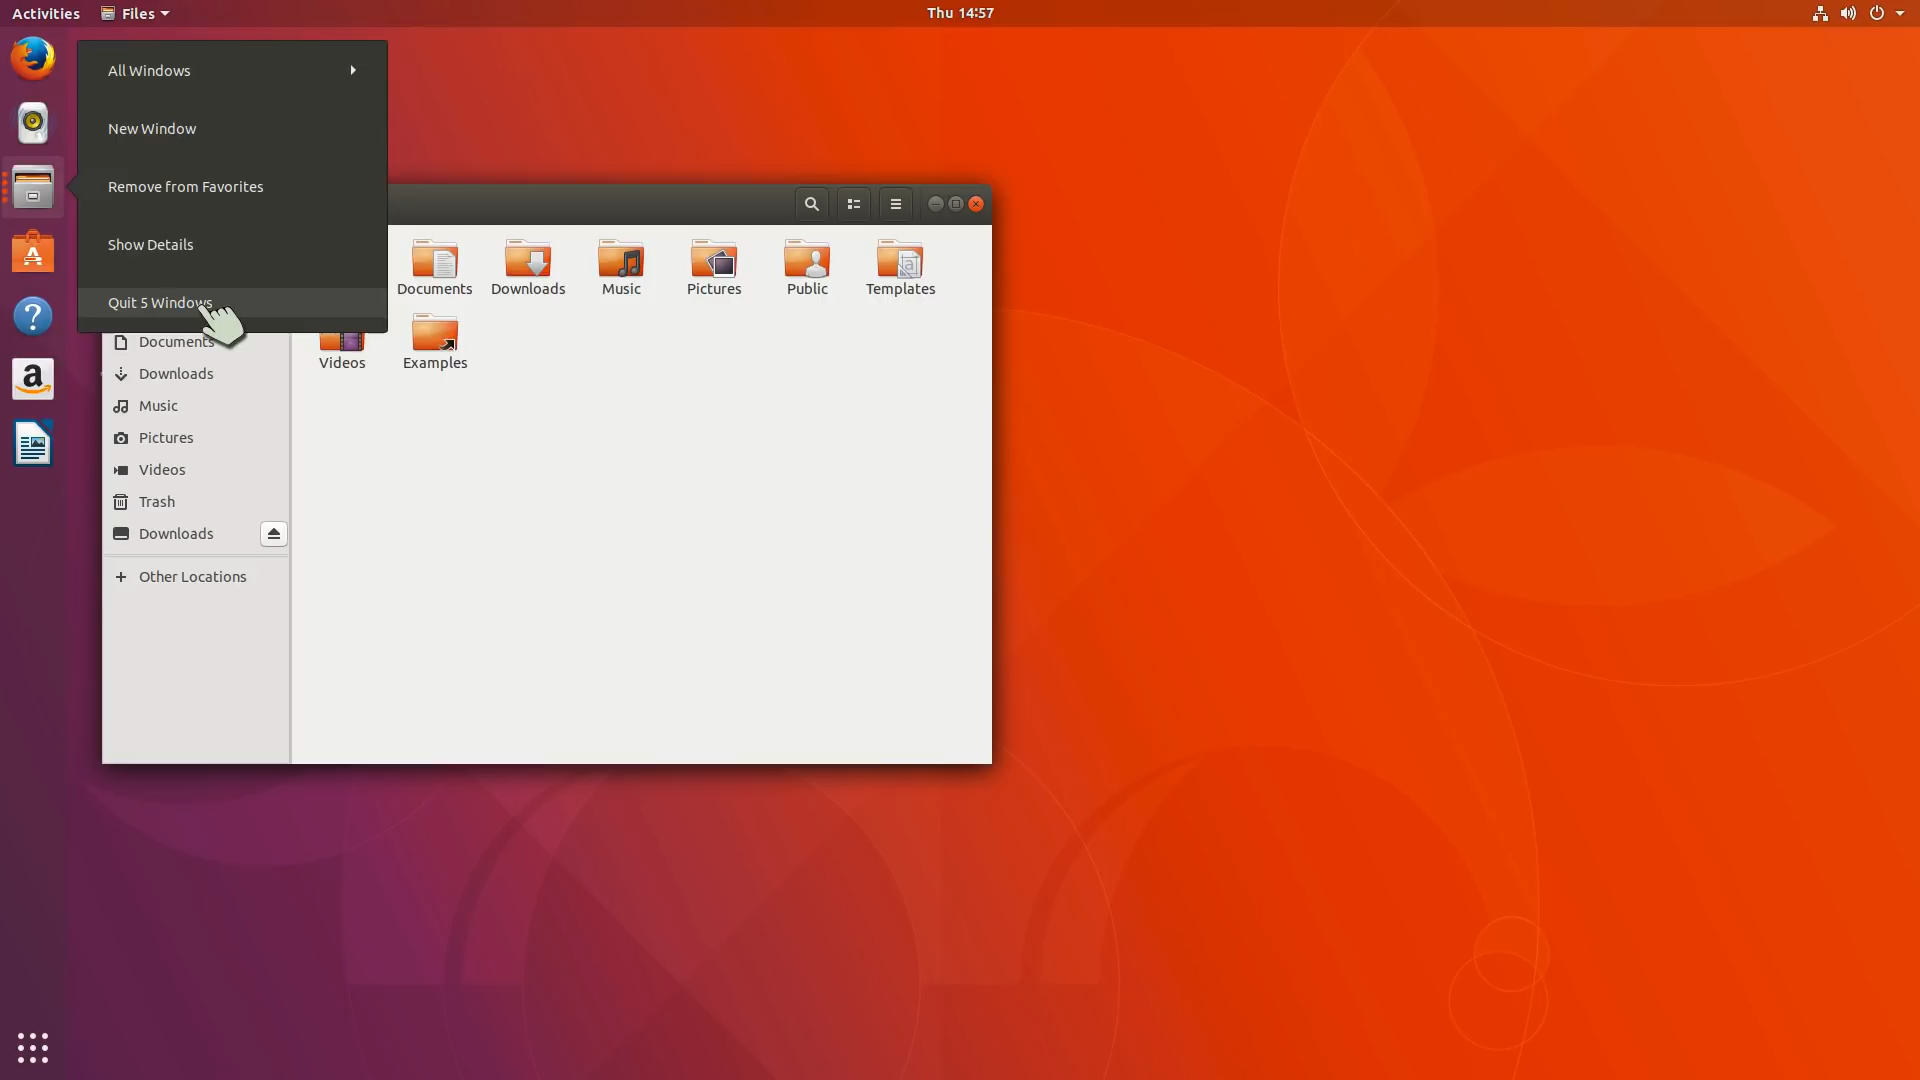 Activities
Files
Thu 14:57
All Windows
New Window
Remove from Favorites
Show Details
Quit 5 Windows
Documents
Downloads
Music
Pictures
Public
Templates
Videos
Examples
Documents
Downloads
Music
Pictures
Videos
Trash
Downloads
Other Locations